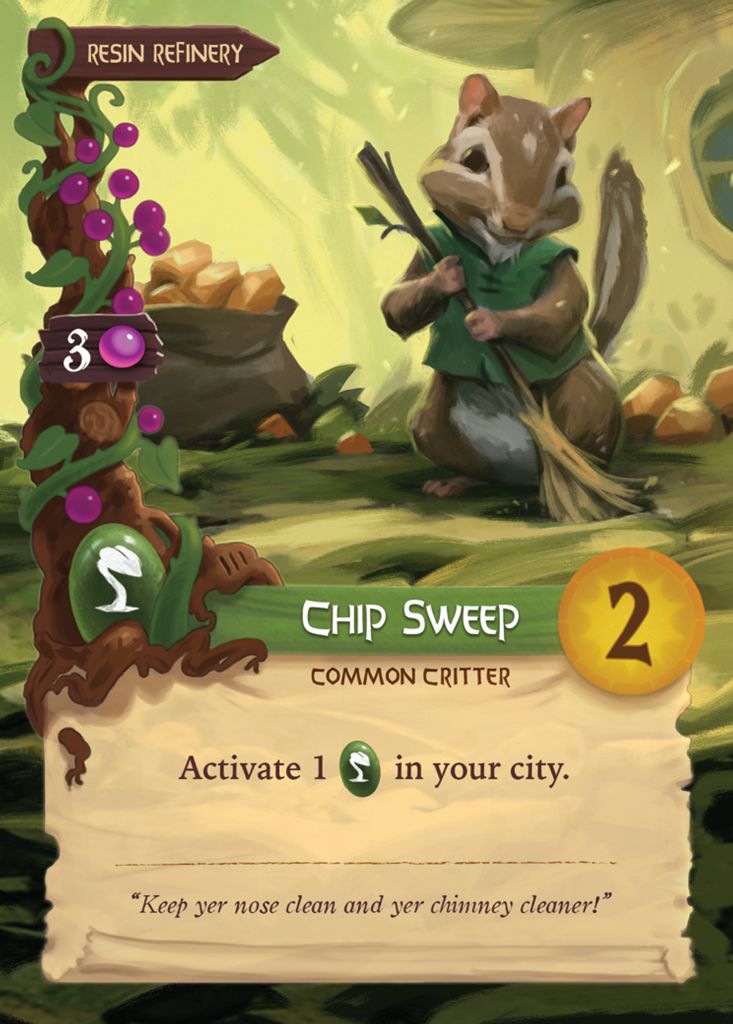 RESIN REFINERY
3
CHIP SWEEP
2
COMMON CRITTER
Activate 1 in your city.
“Keep yer nose clean and yer chimney cleaner!”